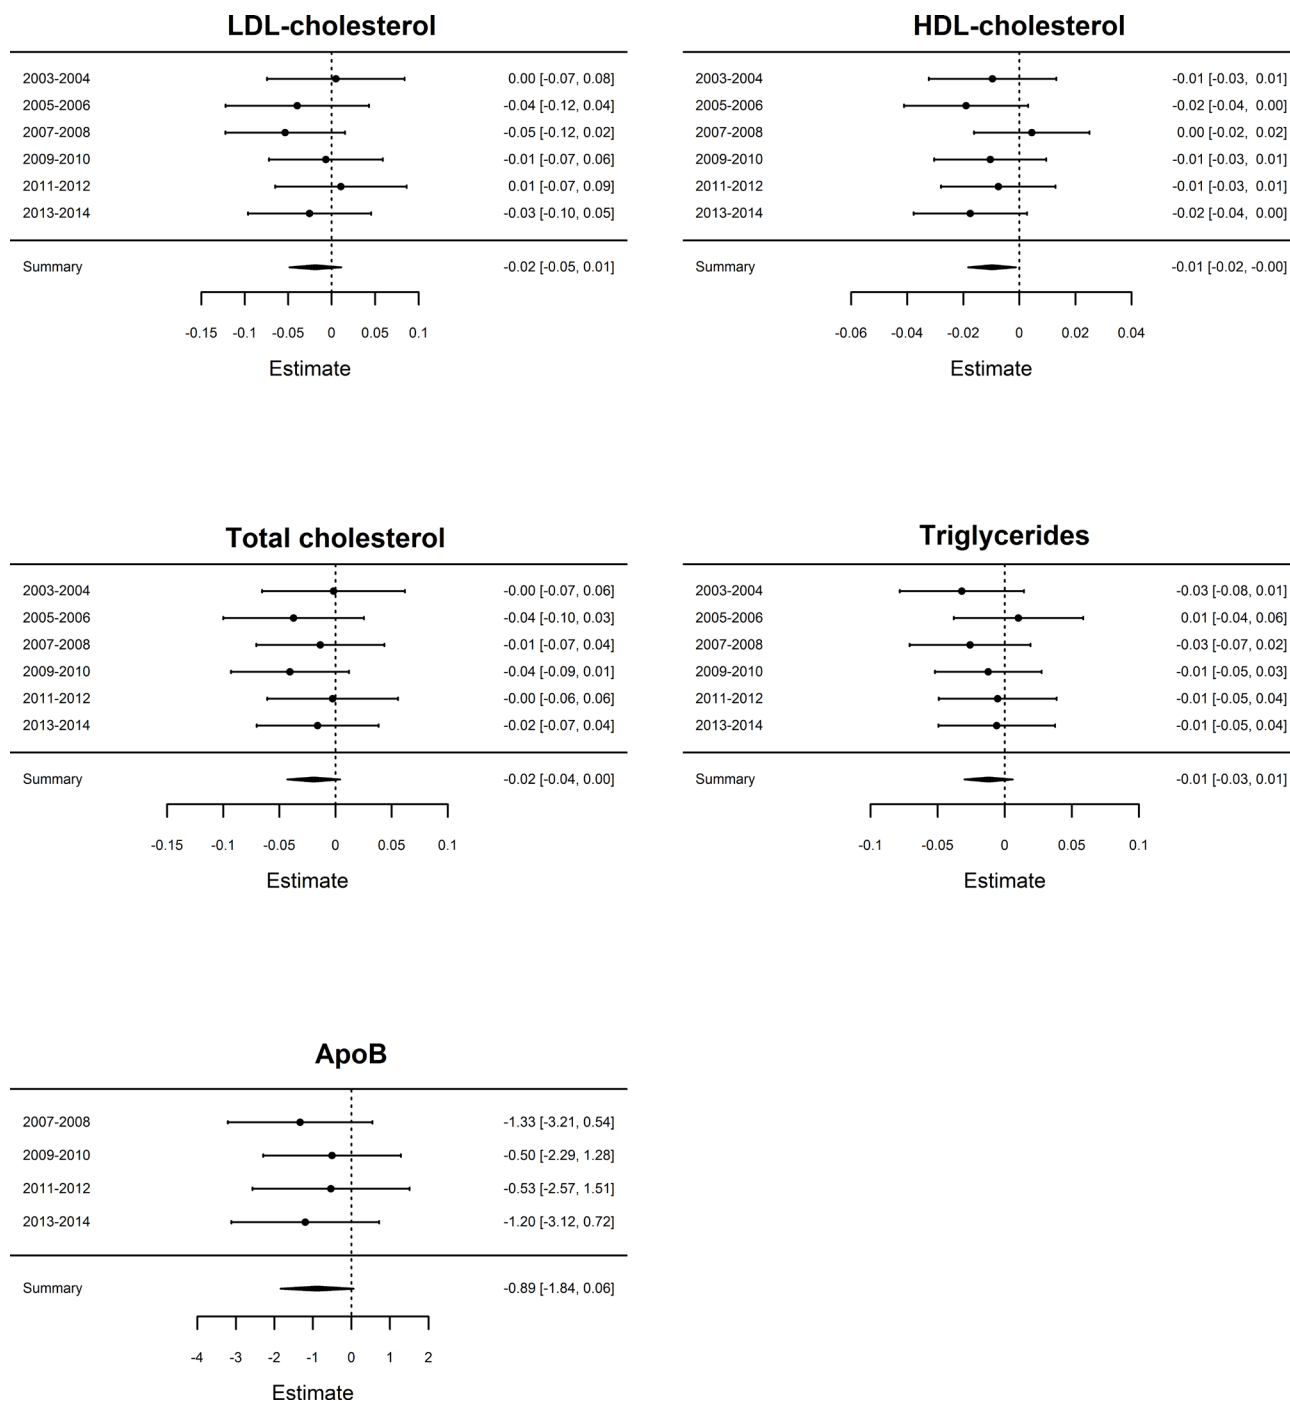 LDL-cholesterol
2003-2004 0.00 [-0.07, 0.08]
2005-2006 -0.04 [-0.12, 0.04]
2007-2008 -0.05 [-0.12, 0.02]
2009-2010 -0.01 [-0.07, 0.06]
2011-2012 0.01 [-0.07, 0.09]
2013-2014 -0.03 [-0.10, 0.05]
Summary -0.02 [-0.05, 0.01]
-0.15 -0.1 -0.05 0 0.05 0.1
Estimate
HDL-cholesterol
2003-2004 -0.01 [-0.03, 0.01]
2005-2006 -0.02 [-0.04, 0.00]
2007-2008 0.00 [-0.02, 0.02]
2009-2010 -0.01 [-0.03, 0.01]
2011-2012 -0.01 [-0.03, 0.01]
2013-2014 -0.02 [-0.04, 0.00]
Summary -0.01 [-0.02, -0.00]
-0.06 -0.04 -0.02 0 0.02 0.04
Estimate
Total cholesterol
2003-2004 -0.00 [-0.07, 0.06]
2005-2006 -0.04 [-0.10, 0.03]
2007-2008 -0.01 [-0.07, 0.04]
2009-2010 -0.04 [-0.09, 0.01]
2011-2012 -0.00 [-0.06, 0.06]
2013-2014 -0.02 [-0.07, 0.04]
Summary -0.02 [-0.04, 0.00]
-0.15 -0.1 -0.05 0 0.05 0.1
Estimate
Triglycerides
2003-2004 -0.03 [-0.08, 0.01]
2005-2006 0.01 [-0.04, 0.06]
2007-2008 -0.03 [-0.07, 0.02]
2009-2010 -0.01 [-0.05, 0.03]
2011-2012 -0.01 [-0.05, 0.04]
2013-2014 -0.01 [-0.05, 0.04]
Summary -0.01 [-0.03, 0.01]
-0.1 -0.05 0 0.05 0.1
Estimate
ApoB
2007-2008 -1.33 [-3.21, 0.54]
2009-2010 -0.50 [-2.29, 1.28]
2011-2012 -0.53 [-2.57, 1.51]
2013-2014 -1.20 [-3.12, 0.72]
Summary -0.89 [-1.84, 0.06]
-4 -3 -2 -1 0 1 2
Estimate